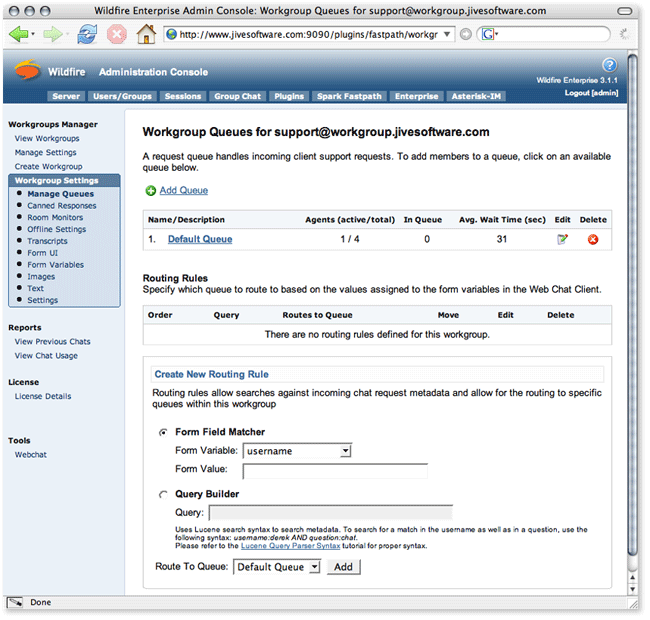 Wildfire Enterprise Admin Console: Workgroup Queues for support@workgroup.jivesoftware.com
http://www.jivesoftware.com:9090/plugins/fastpath/workgr
G
Wildfire Administration Console
Wildfire Enterprise 3.1.1
Logout [admin]
Server Users/Groups Sessions Group Chat Plugins Spark Fastpath Enterprise Asterisk-IM
Workgroups Manager
View Workgroups
Manage Settings
Create Workgroup
Workgroup Settings
Manage Queues
Canned Responses
Room Monitors
Offline Settings
Transcripts
Form UI
Form Variables
Images
Text
Settings
Reports
View Previous Chats
View Chat Usage
License
License Details
Tools
Webchat
Workgroup Queues for support@workgroup.jivesoftware.com
A request queue handles incoming client support requests. To add members to a queue, click on an available
queue below.
Add Queue
Name/Description Agents (active/total) In Queue Avg. Wait Time (sec) Edit Delete
1. Default Queue 1 / 4 0 31
Routing Rules
Specify which queue to route to based on the values assigned to the form variables in the Web Chat Client.
Order Query Routes to Queue Move Edit Delete
There are no routing rules defined for this workgroup.
Create New Routing Rule
Routing rules allow searches against incoming chat request metadata and allow for the routing to specific
queues within this workgroup
Form Field Matcher
Form Variable: username
Form Value:
Query Builder
Query:
Uses Lucene search syntax to search metadata. To search for a match in the username as well as in a question, use the
following syntax: username:derek AND question:chat.
Please refer to the Lucene Query Parser Syntax tutorial for proper syntax.
Route To Queue: Default Queue Add
Done